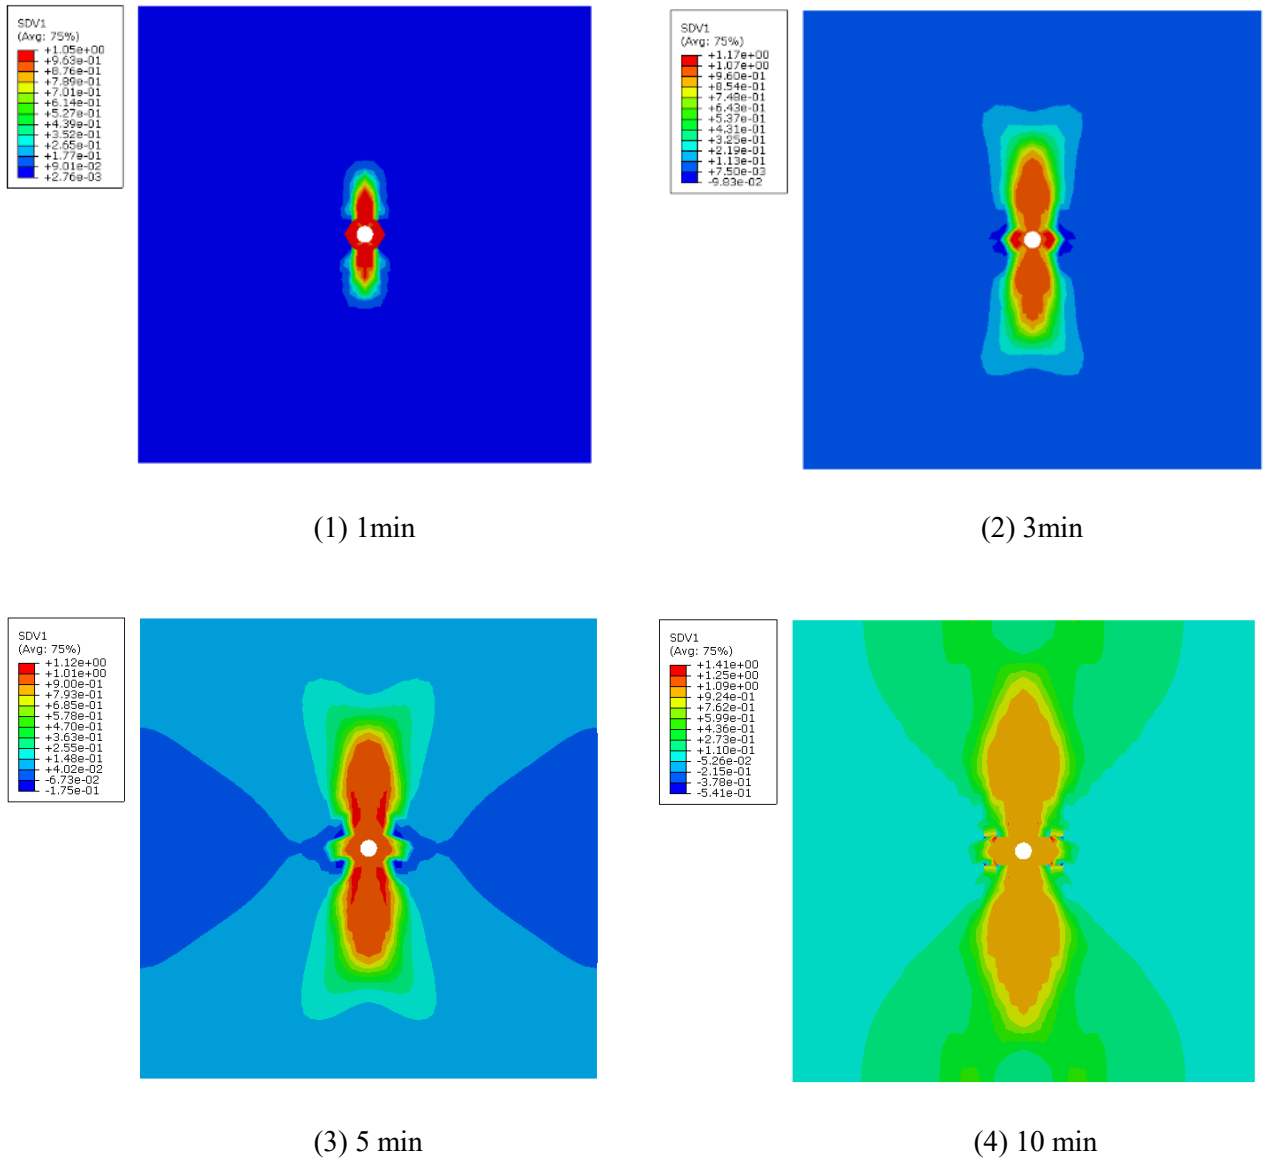 SDV1
(Avg: 75%)
+1.05e+00
+9.63e-01
+8.76e-01
+7.89e-01
+7.01e-01
+6.14e-01
+5.27e-01
+4.39e-01
+3.52e-01
+2.65e-01
+1.77e-01
+9.01e-02
+2.76e-03
(1) 1min
SDV1
(Avg: 75%)
+1.17e+00
+1.07e+00
+9.60e-01
+8.54e-01
+7.48e-01
+6.43e-01
+5.37e-01
+4.31e-01
+3.25e-01
+2.19e-01
+1.13e-01
+7.50e-03
-9.83e-02
(2) 3min
SDV1
(Avg: 75%)
+1.12e+00
+1.01e+00
+9.00e-01
+7.93e-01
+6.85e-01
+5.78e-01
+4.70e-01
+3.63e-01
+2.55e-01
+1.48e-01
+4.02e-02
-6.73e-02
-1.75e-01
(3) 5 min
SDV1
(Avg: 75%)
+1.41e+00
+1.25e+00
+1.09e+00
+9.24e-01
+7.62e-01
+5.99e-01
+4.36e-01
+2.73e-01
+1.10e-01
-5.26e-02
-2.15e-01
-3.78e-01
-5.41e-01
(4) 10 min